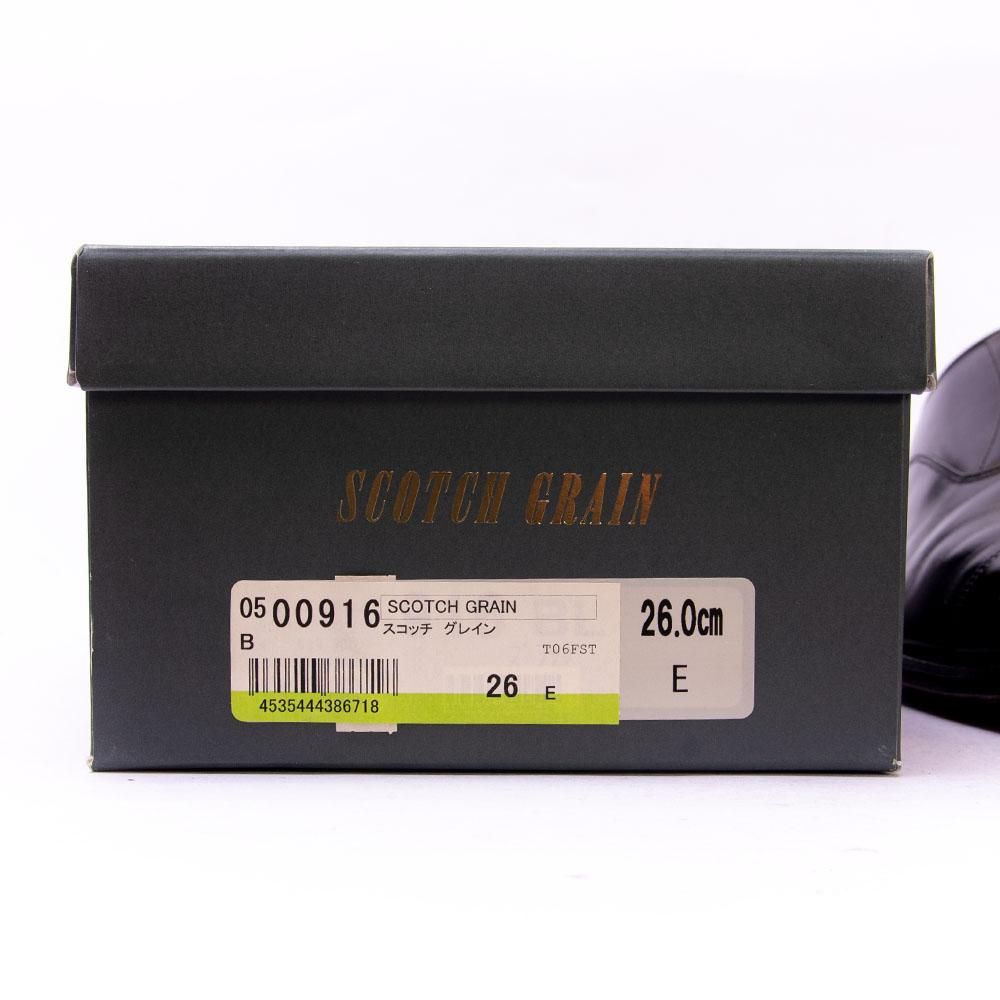 SCOTCH GRAIN
05 00916 SCOTCH GRAIN
B スコッチ グレイン
T06FST
26 E
4535444386718
26.0cm
E